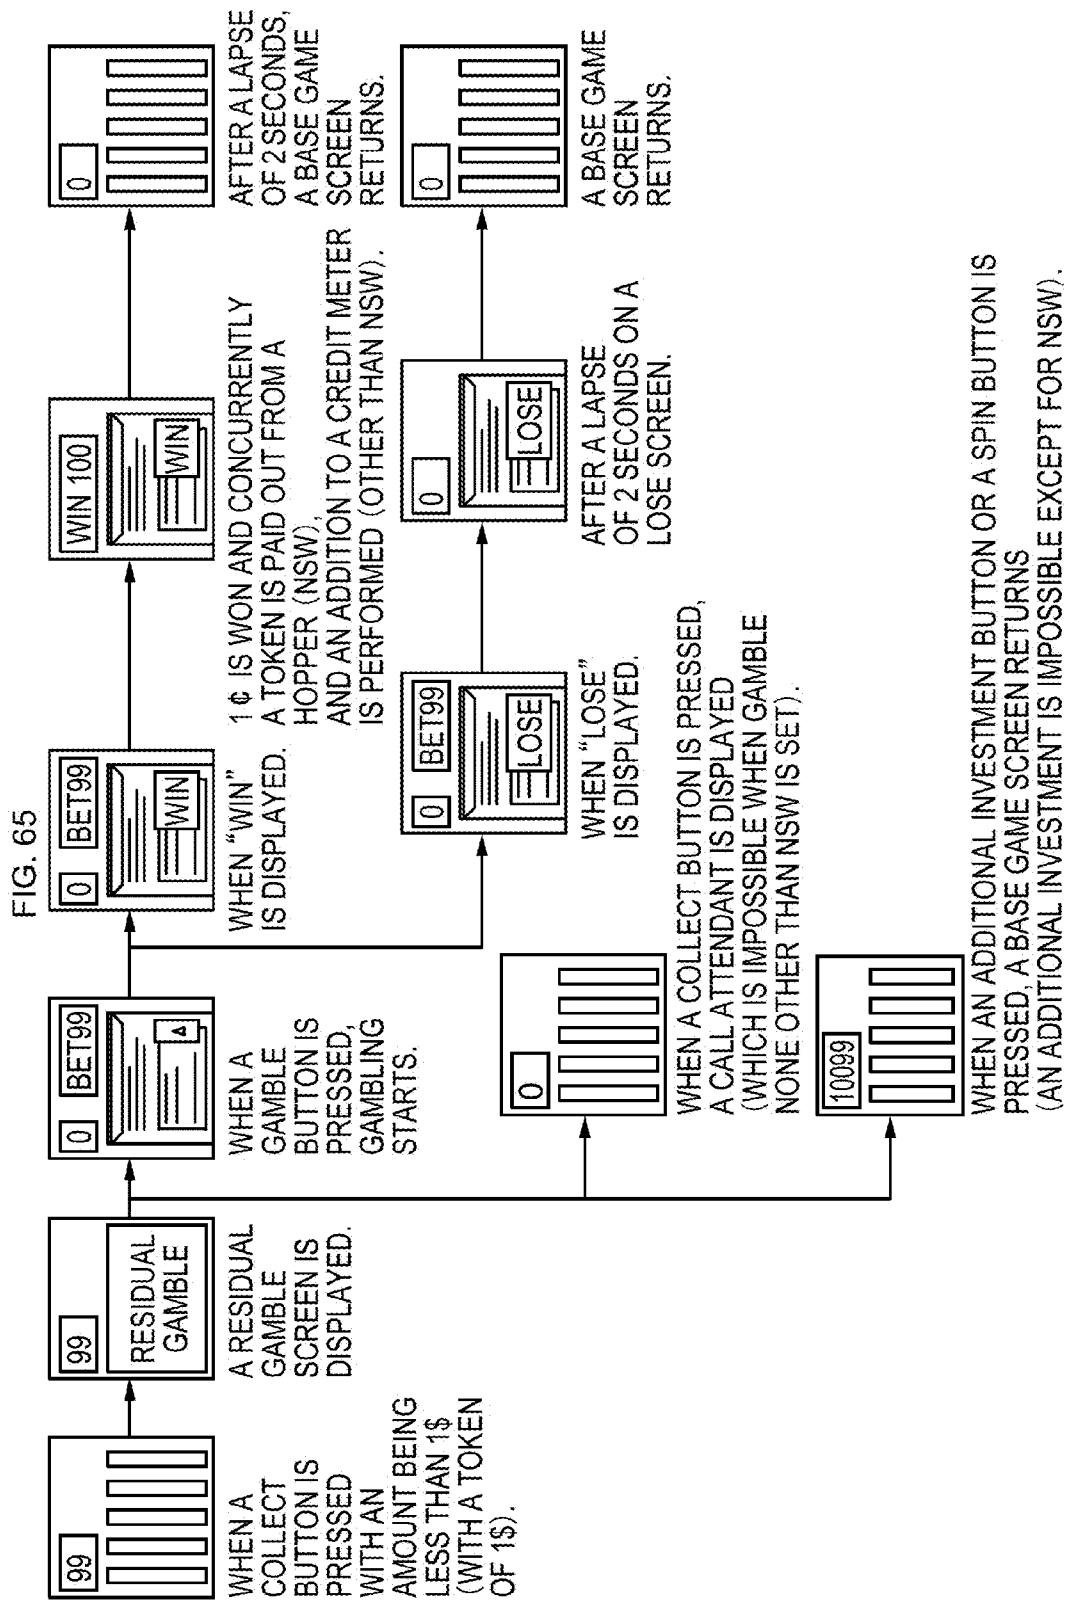 FIG. 65
99
WHEN A
COLLECT
BUTTON IS
PRESSED
WITH AN
AMOUNT BEING
LESS THAN 1$
(WITH A TOKEN
OF 1$).
99
RESIDUAL
GAMBLE
A RESIDUAL
GAMBLE
SCREEN IS
DISPLAYED.
0 BET99
WHEN A
GAMBLE
BUTTON IS
PRESSED,
GAMBLING
STARTS.
0 BET99
WIN
WHEN “WIN”
IS DISPLAYED.
WIN 100
WIN
1¢ IS WON AND CONCURRENTLY
A TOKEN IS PAID OUT FROM A
HOPPER (NSW),
AND AN ADDITION TO A CREDIT METER
IS PERFORMED (OTHER THAN NSW).
0
AFTER A LAPSE
OF 2 SECONDS,
A BASE GAME
SCREEN
RETURNS.
0 BET99
LOSE
WHEN “LOSE”
IS DISPLAYED.
0
LOSE
AFTER A LAPSE
OF 2 SECONDS ON A
LOSE SCREEN.
0
A BASE GAME
SCREEN
RETURNS.
0
WHEN A COLLECT BUTTON IS PRESSED,
A CALL ATTENDANT IS DISPLAYED
(WHICH IS IMPOSSIBLE WHEN GAMBLE
NONE OTHER THAN NSW IS SET).
10099
WHEN AN ADDITIONAL INVESTMENT BUTTON OR A SPIN BUTTON IS
PRESSED, A BASE GAME SCREEN RETURNS
(AN ADDITIONAL INVESTMENT IS IMPOSSIBLE EXCEPT FOR NSW).